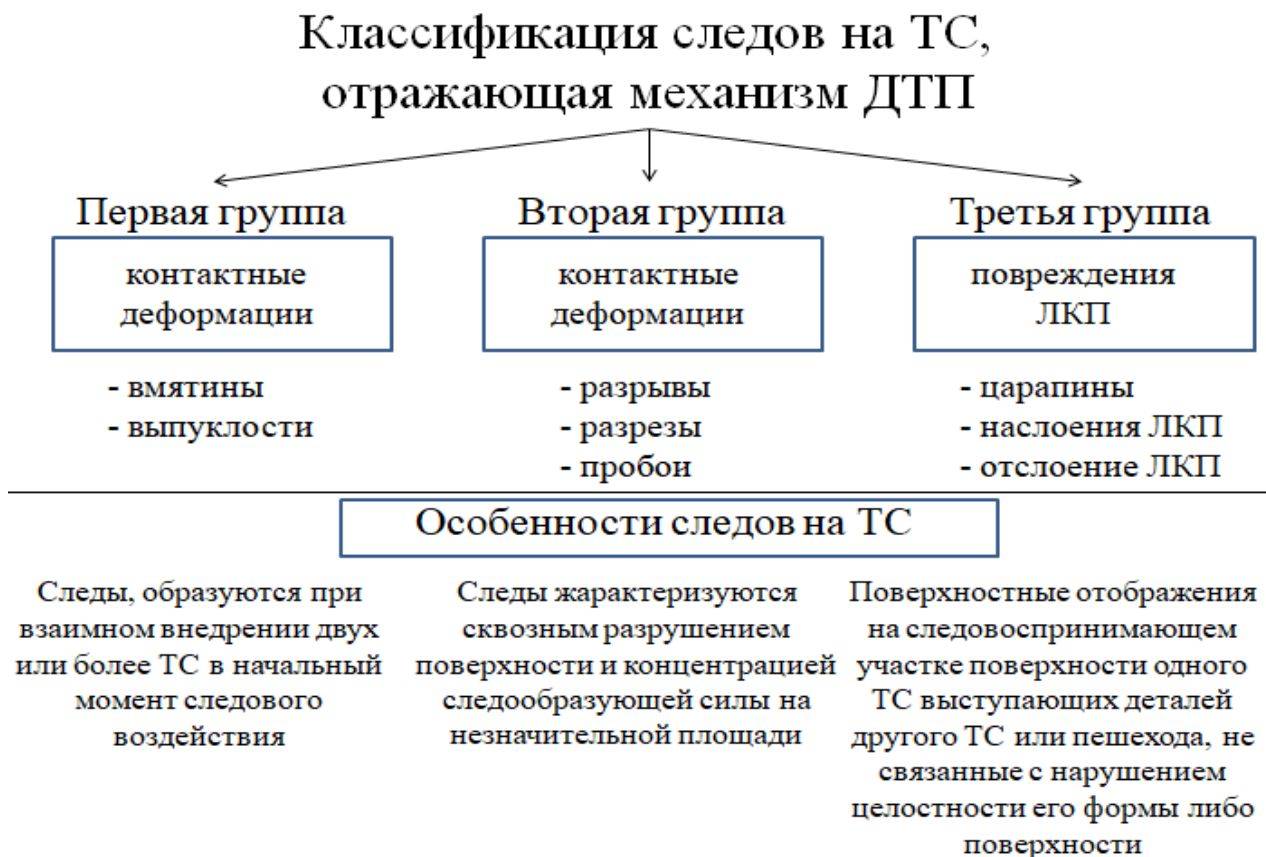 Классификация следов на ТС,
отражающая механизм ДТП
Первая группа
контактные
деформации
- вмятины
- выпуклости
Вторая группа
контактные
деформации
- разрывы
- разрезы
- пробои
Третья группа
повреждения
ЛКП
- царапины
- наслоения ЛКП
- отслоение ЛКП
Особенности следов на ТС
Следы, образуются при
взаимном внедрении двух
или более ТС в начальный
момент следового
воздействия
Следы жарактеризуются
сквозным разрушением
поверхности и концентрацией
следообразующей силы на
незначительной площади
Поверхностные отображения
на следовоспринимающем
участке поверхности одного
ТС выступающих деталей
другого ТС или пешехода, не
связанные с нарушением
целостности его формы либо
поверхности